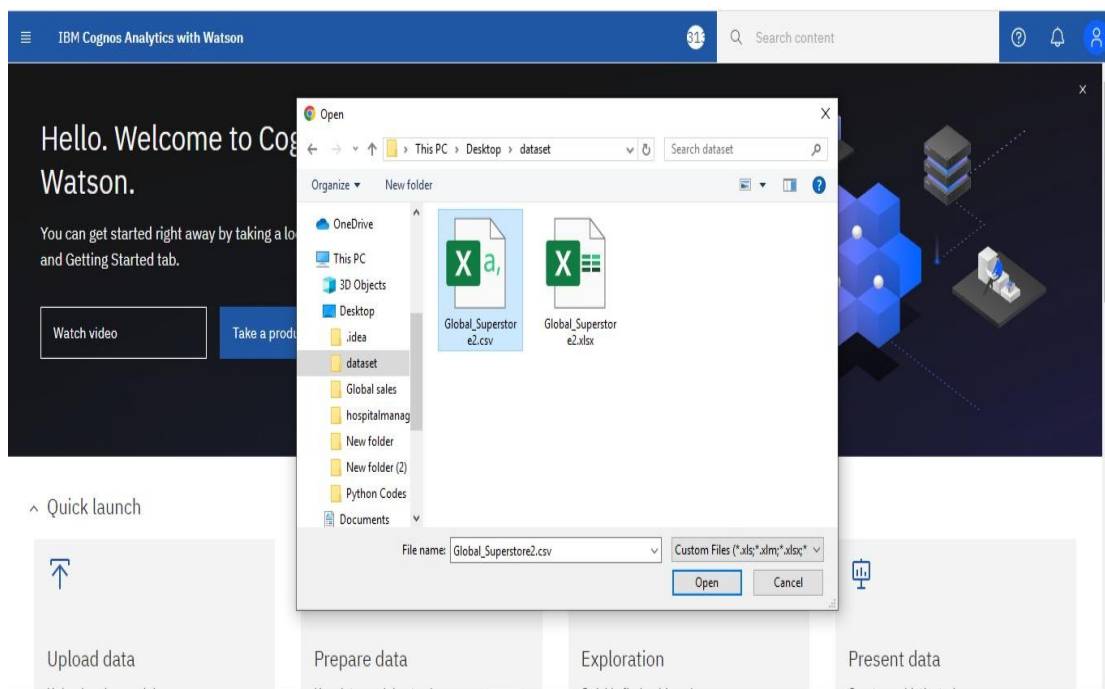 IBM Cognos Analytics with Watson
313
Search content
Hello. Welcome to Cog
Watson.
You can get started right away by taking a lo
and Getting Started tab.
Watch video
Take a produ
X
Open
X
This PC > Desktop > dataset
Search dataset
Organize
New folder
OneDrive
This PC
3D Objects
Desktop
.idea
dataset
Global sales
hospitalmanag
New folder
New folder (2)
Python Codes
Documents
X a,
Global_Superstor
e2.csv
X
Global_Superstor
e2.xlsx
File name: Global_Superstore2.csv
Custom Files (*.xls;*.xlm;*.xlsx;*
Open
Cancel
Quick launch
Upload data
Prepare data
Exploration
Present data